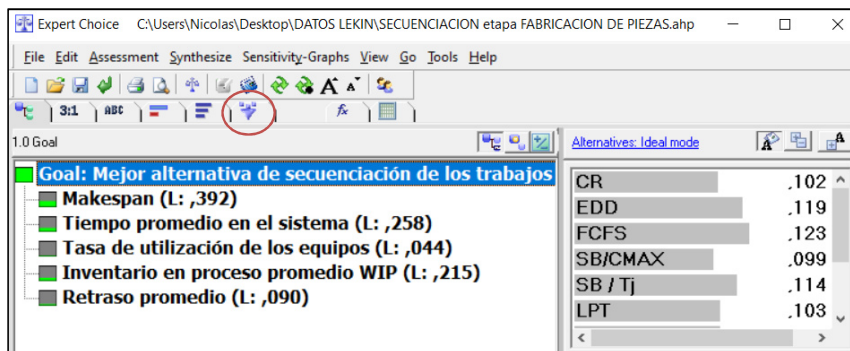 Expert Choice C:\Users\Nicolas\Desktop\DATOS LEKIN\SECUENCIACION etapa FABRICACION DE PIEZAS.ahp
File Edit Assessment Synthesize Sensitivity-Graphs View Go Tools Help
3:1 ABC fx
1.0 Goal
Goal: Mejor alternativa de secuenciación de los trabajos
Makespan (L: ,392)
Tiempo promedio en el sistema (L: ,258)
Tasa de utilización de los equipos (L: ,044)
Inventario en proceso promedio WIP (L: ,215)
Retraso promedio (L: ,090)
Alternatives: Ideal mode
CR ,102
EDD ,119
FCFS ,123
SB/CMAX ,099
SB / Tj ,114
LPT ,103